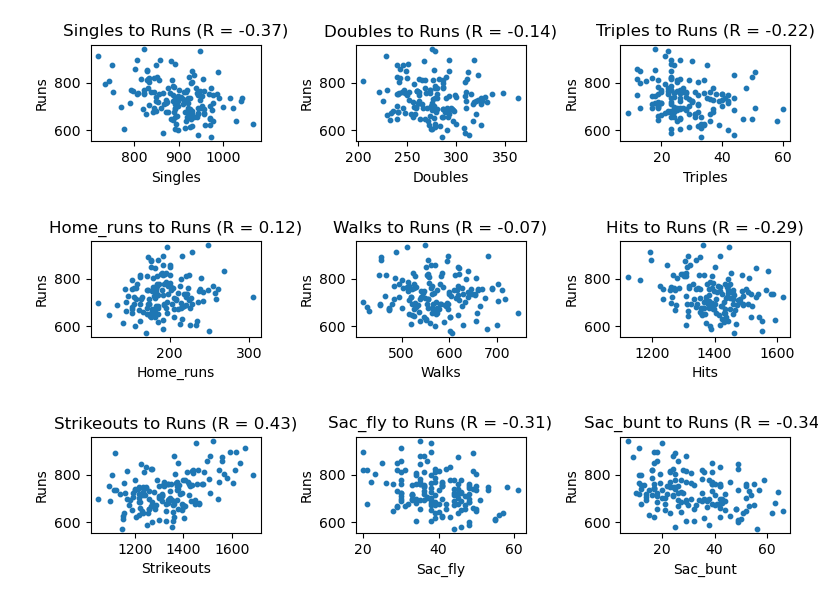 Singles to Runs (R = -0.37)
Doubles to Runs (R = -0.14)
Triples to Runs (R = -0.22)
Runs
800
600
800
900
1000
Singles
Runs
800
600
200
250
300
350
Doubles
Runs
800
600
20
40
60
Triples
Home_runs to Runs (R = 0.12)
Walks to Runs (R = -0.07)
Hits to Runs (R = -0.29)
Runs
800
600
200
300
Home_runs
Runs
800
600
500
600
700
Walks
Runs
800
600
1200
1400
1600
Hits
Strikeouts to Runs (R = 0.43)
Sac_fly to Runs (R = -0.31)
Sac_bunt to Runs (R = -0.34
Runs
800
600
1200
1400
1600
Strikeouts
Runs
800
600
20
40
60
Sac_fly
Runs
800
600
20
40
60
Sac_bunt